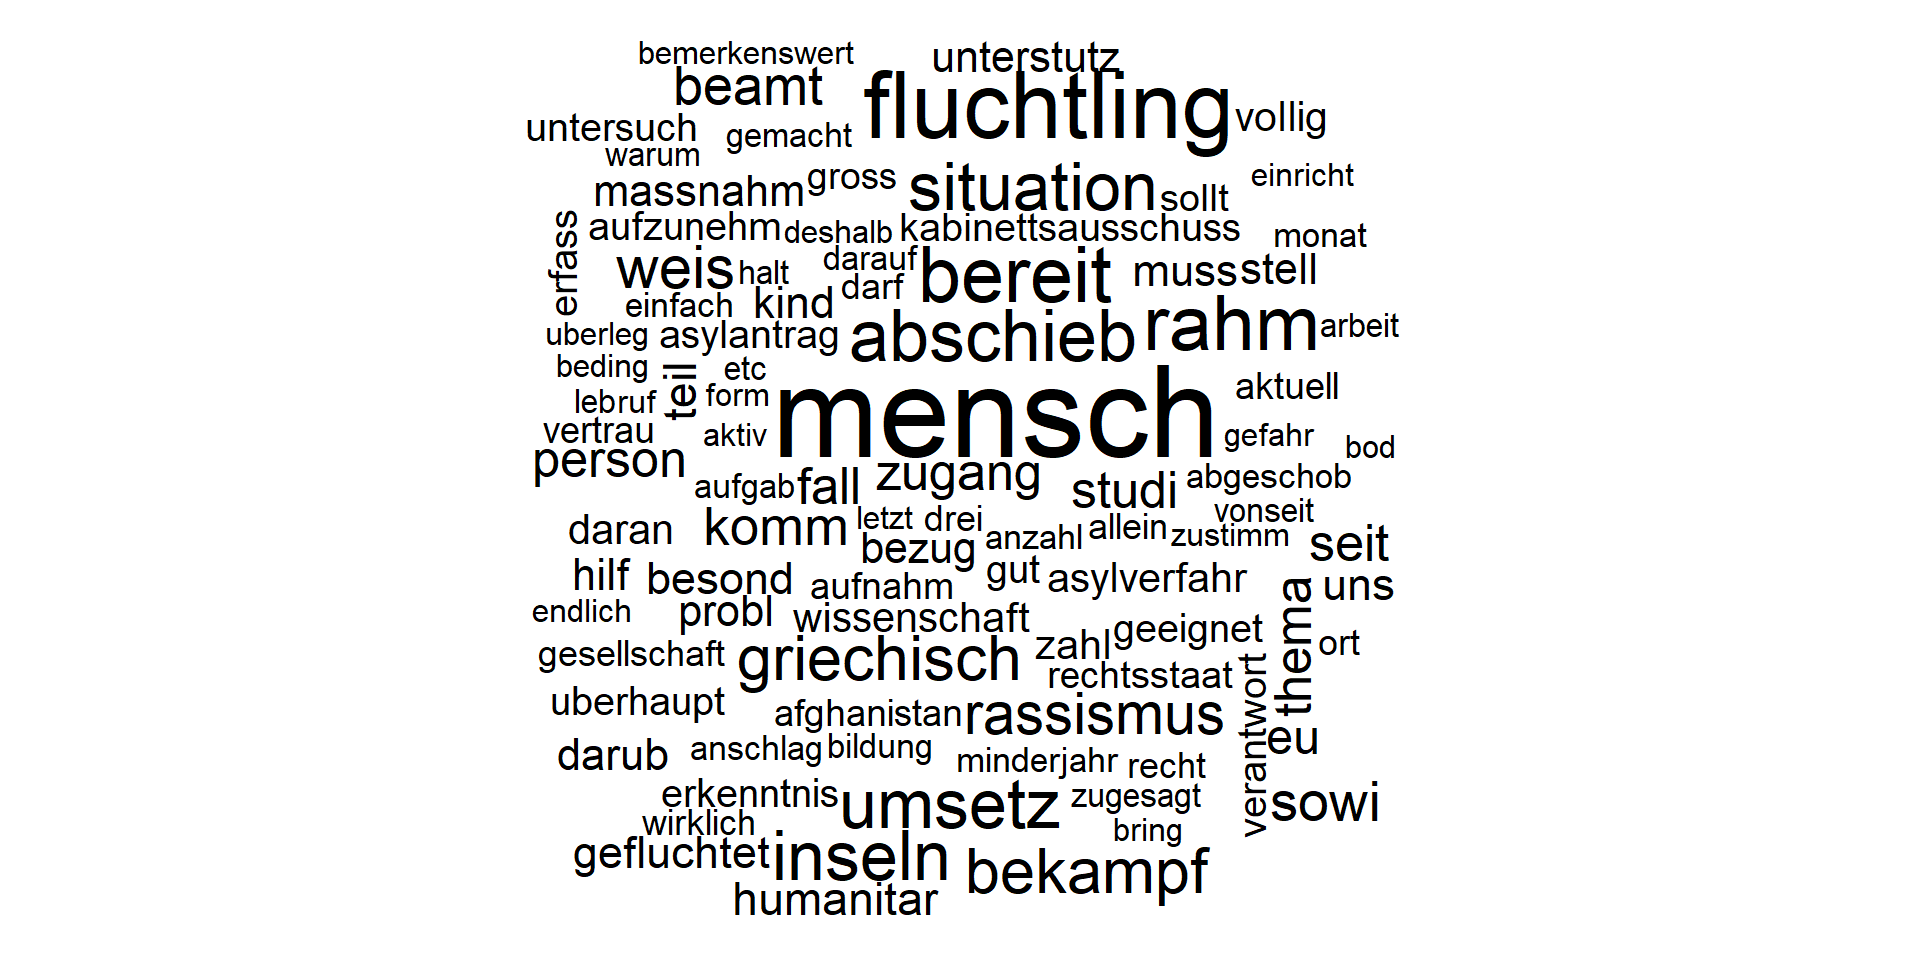 bemerkenswert unterstutz
beamt fluchtling vollig
untersuch gemacht
warum
massnahm gross situation sollt einricht
erfass aufzunehm deshalb kabinettsausschuss monat
weis halt darauf bereit muss stell
einfach kind darf
uberleg asylantrag abschieb rahm arbeit
beding teil etc
lebruf form mensch aktuell
vertrau aktiv gefahr bod
person
aufgab fall zugang studi abgeschob
daran komm letzt drei anzahl allein vonseit zustimm
bezug seit
hilf besond aufnahm gut asylverfahr uns
endlich probl wissenschaft thema
gesellschaft griechisch zahl geeignet ort
rechtsstaat verantwort
uberhaupt afghanistan rassismus eu
darub anschlag bildung minderjahr recht
erkenntnis umsetz zugesagt sowi
wirklich bring
gefluchtet inseln bekampf
humanitar